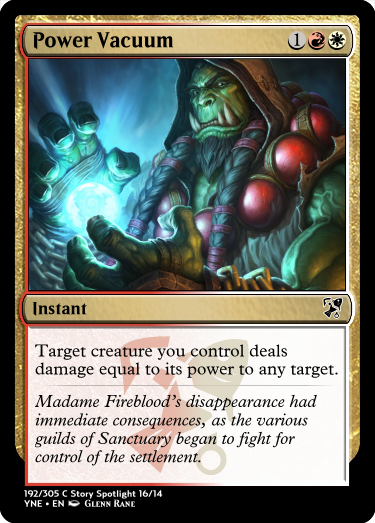 Power Vacuum 1
Instant
Target creature you control deals
damage equal to its power to any target.
Madame Fireblood's disappearance had
immediate consequences, as the various
guilds of Sanctuary began to fight for
control of the settlement.
192/305 C Story Spotlight 16/14
YNE • EN Glenn Rane